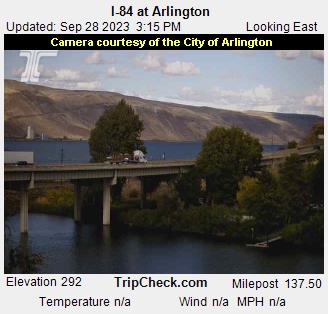 I-84 at Arlington
Updated: Sep 28 2023 3:15 PM Looking East
Camera courtesy of the City of Arlington
Elevation 292 TripCheck.com Milepost 137.50
Temperature n/a Wind n/a MPH n/a